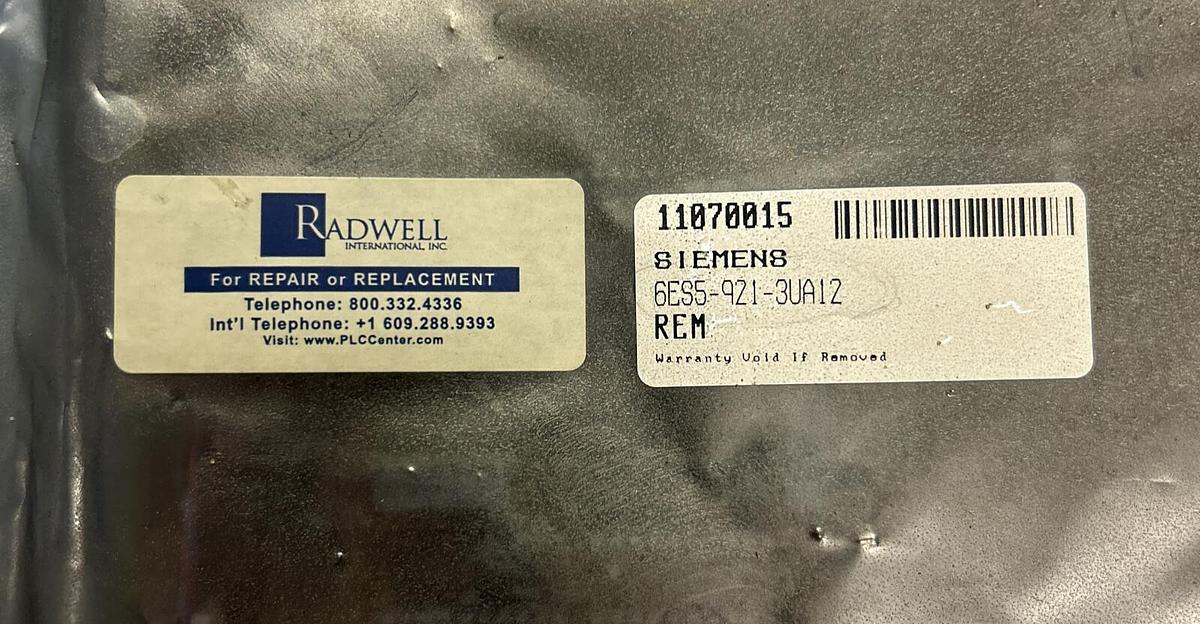 RADWELL
INTERNATIONAL, INC.
For REPAIR or REPLACEMENT
Telephone: 800.332.4336
Int'l Telephone: +1 609.288.9393
Visit: www.PLCCenter.com
11070015
SIEMENS
6ES5-921-3UA12
REM
Warranty Void If Removed